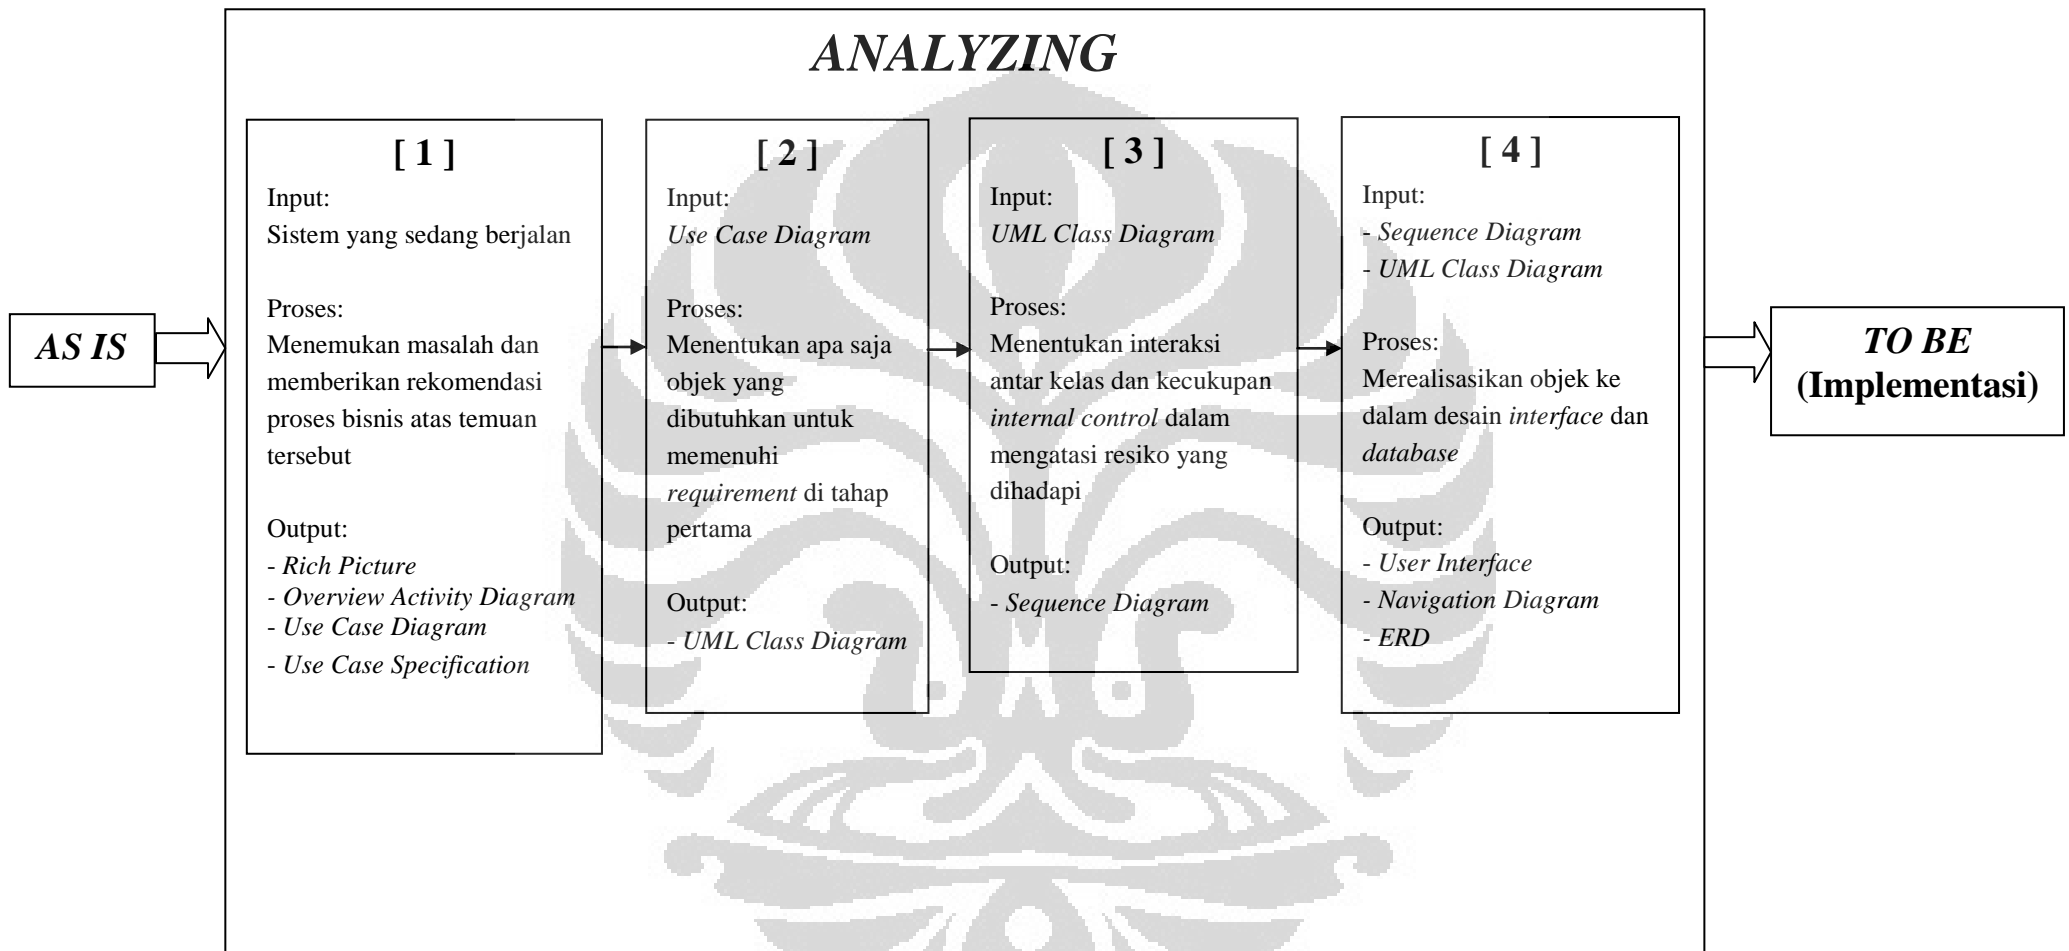 ANALYZING
AS IS
[ 1 ]
Input:
Sistem yang sedang berjalan
Proses:
Menemukan masalah dan
memberikan rekomendasi
proses bisnis atas temuan
tersebut
Output:
- Rich Picture
- Overview Activity Diagram
- Use Case Diagram
- Use Case Specification
[ 2 ]
Input:
Use Case Diagram
Proses:
Menentukan apa saja
objek yang
dibutuhkan untuk
memenuhi
requirement di tahap
pertama
Output:
- UML Class Diagram
[ 3 ]
Input:
UML Class Diagram
Proses:
Menentukan interaksi
antar kelas dan kecukupan
internal control dalam
mengatasi resiko yang
dihadapi
Output:
- Sequence Diagram
[ 4 ]
Input:
- Sequence Diagram
- UML Class Diagram
Proses:
Merealisasikan objek ke
dalam desain interface dan
database
Output:
- User Interface
- Navigation Diagram
- ERD
TO BE
(Implementasi)